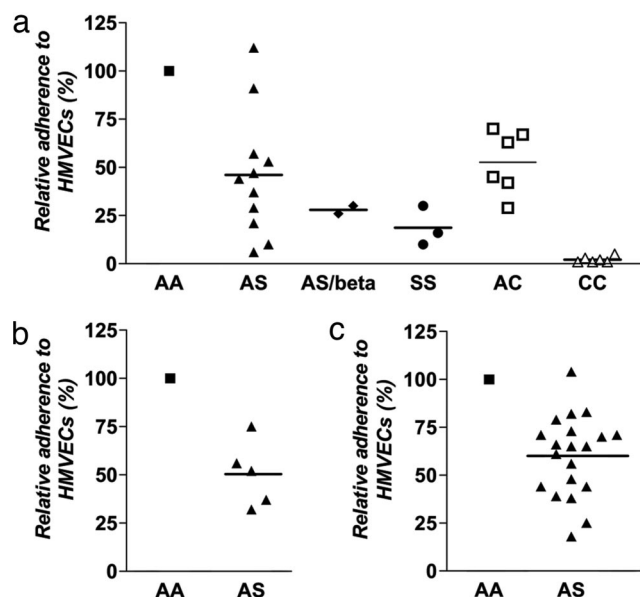 a
Relative adherence to
HMVECs (%)
125
100
75
50
25
0
AA AS AS/beta SS AC CC
b
Relative adherence to
HMVECs (%)
125
100
75
50
25
0
AA AS
c
Relative adherence to
HMVECs (%)
125
100
75
50
25
0
AA AS